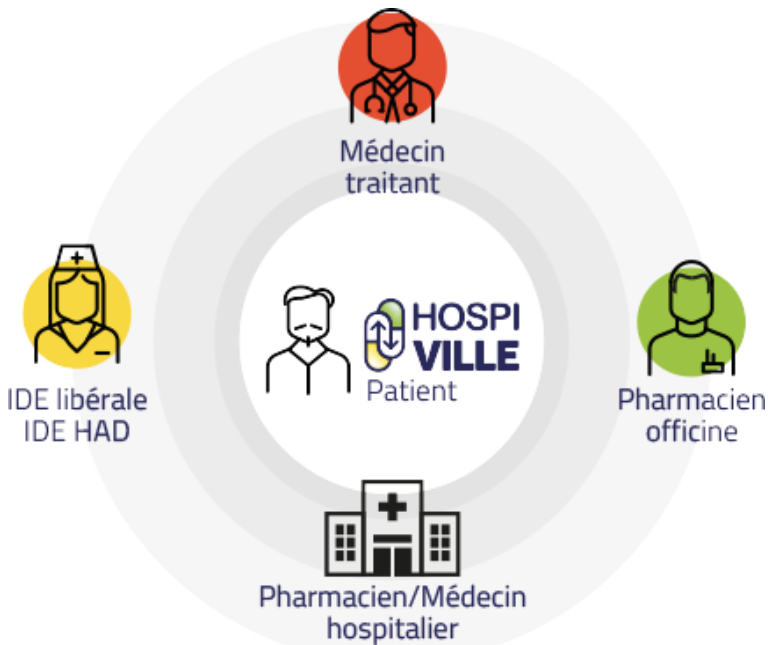 Médecin
traitant
IDE libérale
IDE HAD
HOSPI
VILLE
Patient
Pharmacien
officine
Pharmacien/Médecin
hospitalier